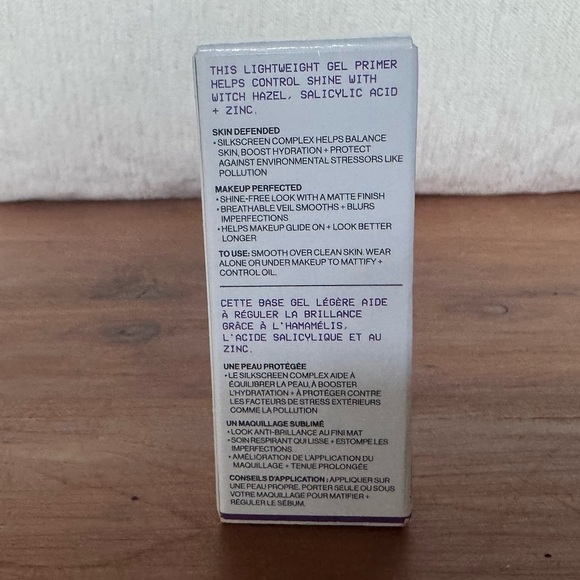 THIS LIGHTWEIGHT GEL PRIMER
HELPS CONTROL SHINE WITH
WITCH HAZEL, SALICYLIC ACID
+ ZINC.
SKIN DEFENDED
• SILKSCREEN COMPLEX HELPS BALANCE
SKIN, BOOST HYDRATION + PROTECT
AGAINST ENVIRONMENTAL STRESSORS LIKE
POLLUTION
MAKEUP PERFECTED
• SHINE-FREE LOOK WITH A MATTE FINISH
• BREATHABLE VEIL SMOOTHS + BLURS
IMPERFECTIONS
• HELPS MAKEUP GLIDE ON + LOOK BETTER
LONGER
TO USE: SMOOTH OVER CLEAN SKIN. WEAR
ALONE OR UNDER MAKEUP TO MATTIFY +
CONTROL OIL.
CETTE BASE GEL LÉGÈRE AIDE
À RÉGULER LA BRILLANCE
GRÂCE À L'HAMAMÉLIS,
L'ACIDE SALICYLIQUE ET AU
ZINC.
UNE PEAU PROTÉGÉE
• LE SILKSCREEN COMPLEX AIDE À
ÉQUILIBRER LA PEAU, À BOOSTER
L'HYDRATATION + À PROTÉGER CONTRE
LES FACTEURS DE STRESS EXTÉRIEURS
COMME LA POLLUTION
UN MAQUILLAGE SUBLIMÉ
• LOOK ANTI-BRILLANCE AU FINI MAT
• SOIN RESPIRANT QUI LISSE + ESTOMPE LES
IMPERFECTIONS
• AMÉLIORATION DE L'APPLICATION DU
MAQUILLAGE + TENUE PROLONGÉE
CONSEILS D'APPLICATION : APPLIQUER SUR
UNE PEAU PROPRE. PORTER SEULE OU SOUS
VOTRE MAQUILLAGE POUR MATIFIER +
RÉGULER LE SÉBUM.